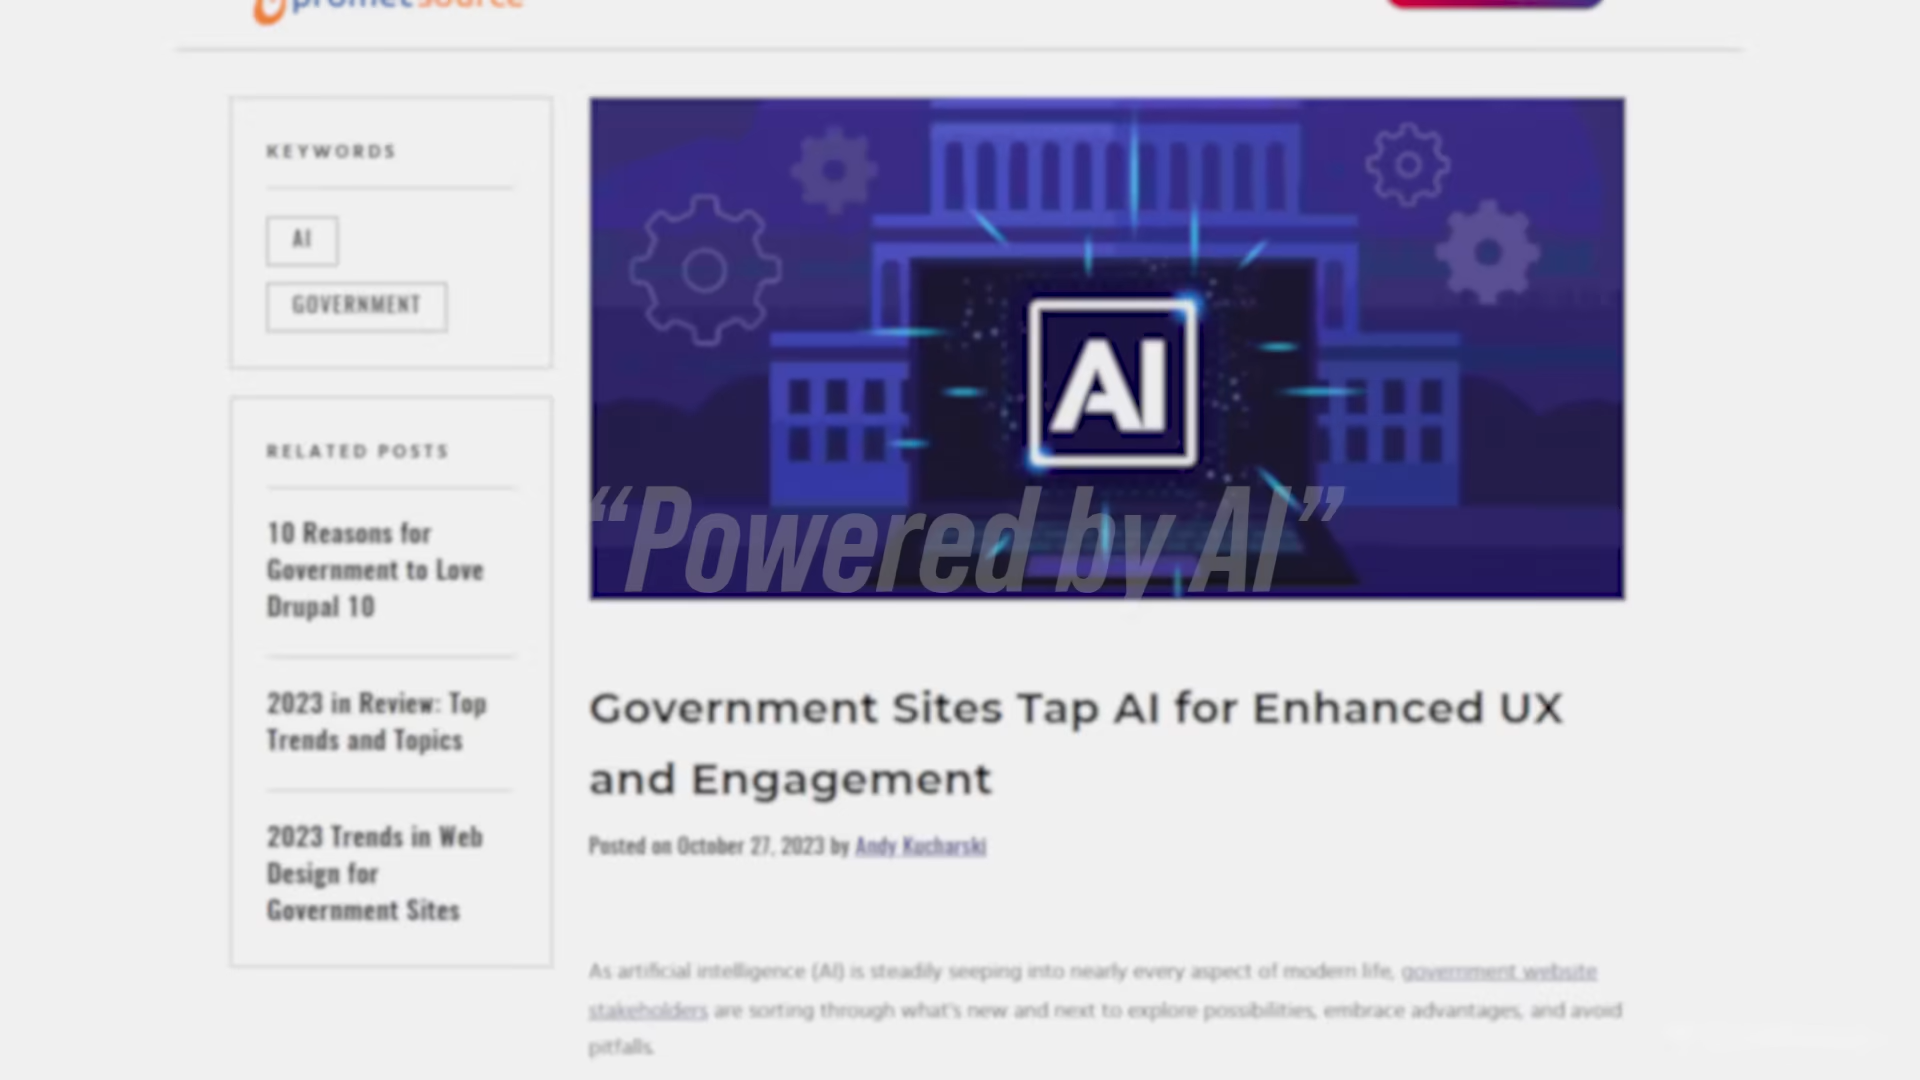 prometsource
KEYWORDS
AI
GOVERNMENT
RELATED POSTS
10 Reasons for
Government to Love
Drupal 10
2023 in Review: Top
Trends and Topics
2023 Trends in Web
Design for
Government Sites
AI
“Powered by AI”
Government Sites Tap AI for Enhanced UX
and Engagement
Posted on October 27, 2023 by Andy Kucharski
As artificial intelligence (AI) is steadily seeping into nearly every aspect of modern life, government website
stakeholders are sorting through what's new and next to explore possibilities, embrace advantages, and avoid
pitfalls.